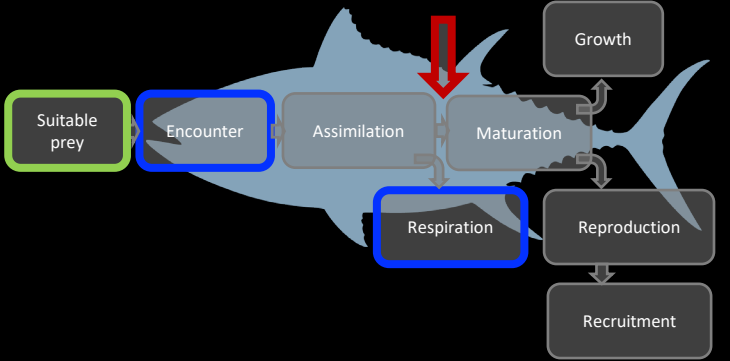 Growth
Suitable
prey
Encounter
Assimilation
Maturation
Respiration
Reproduction
Recruitment